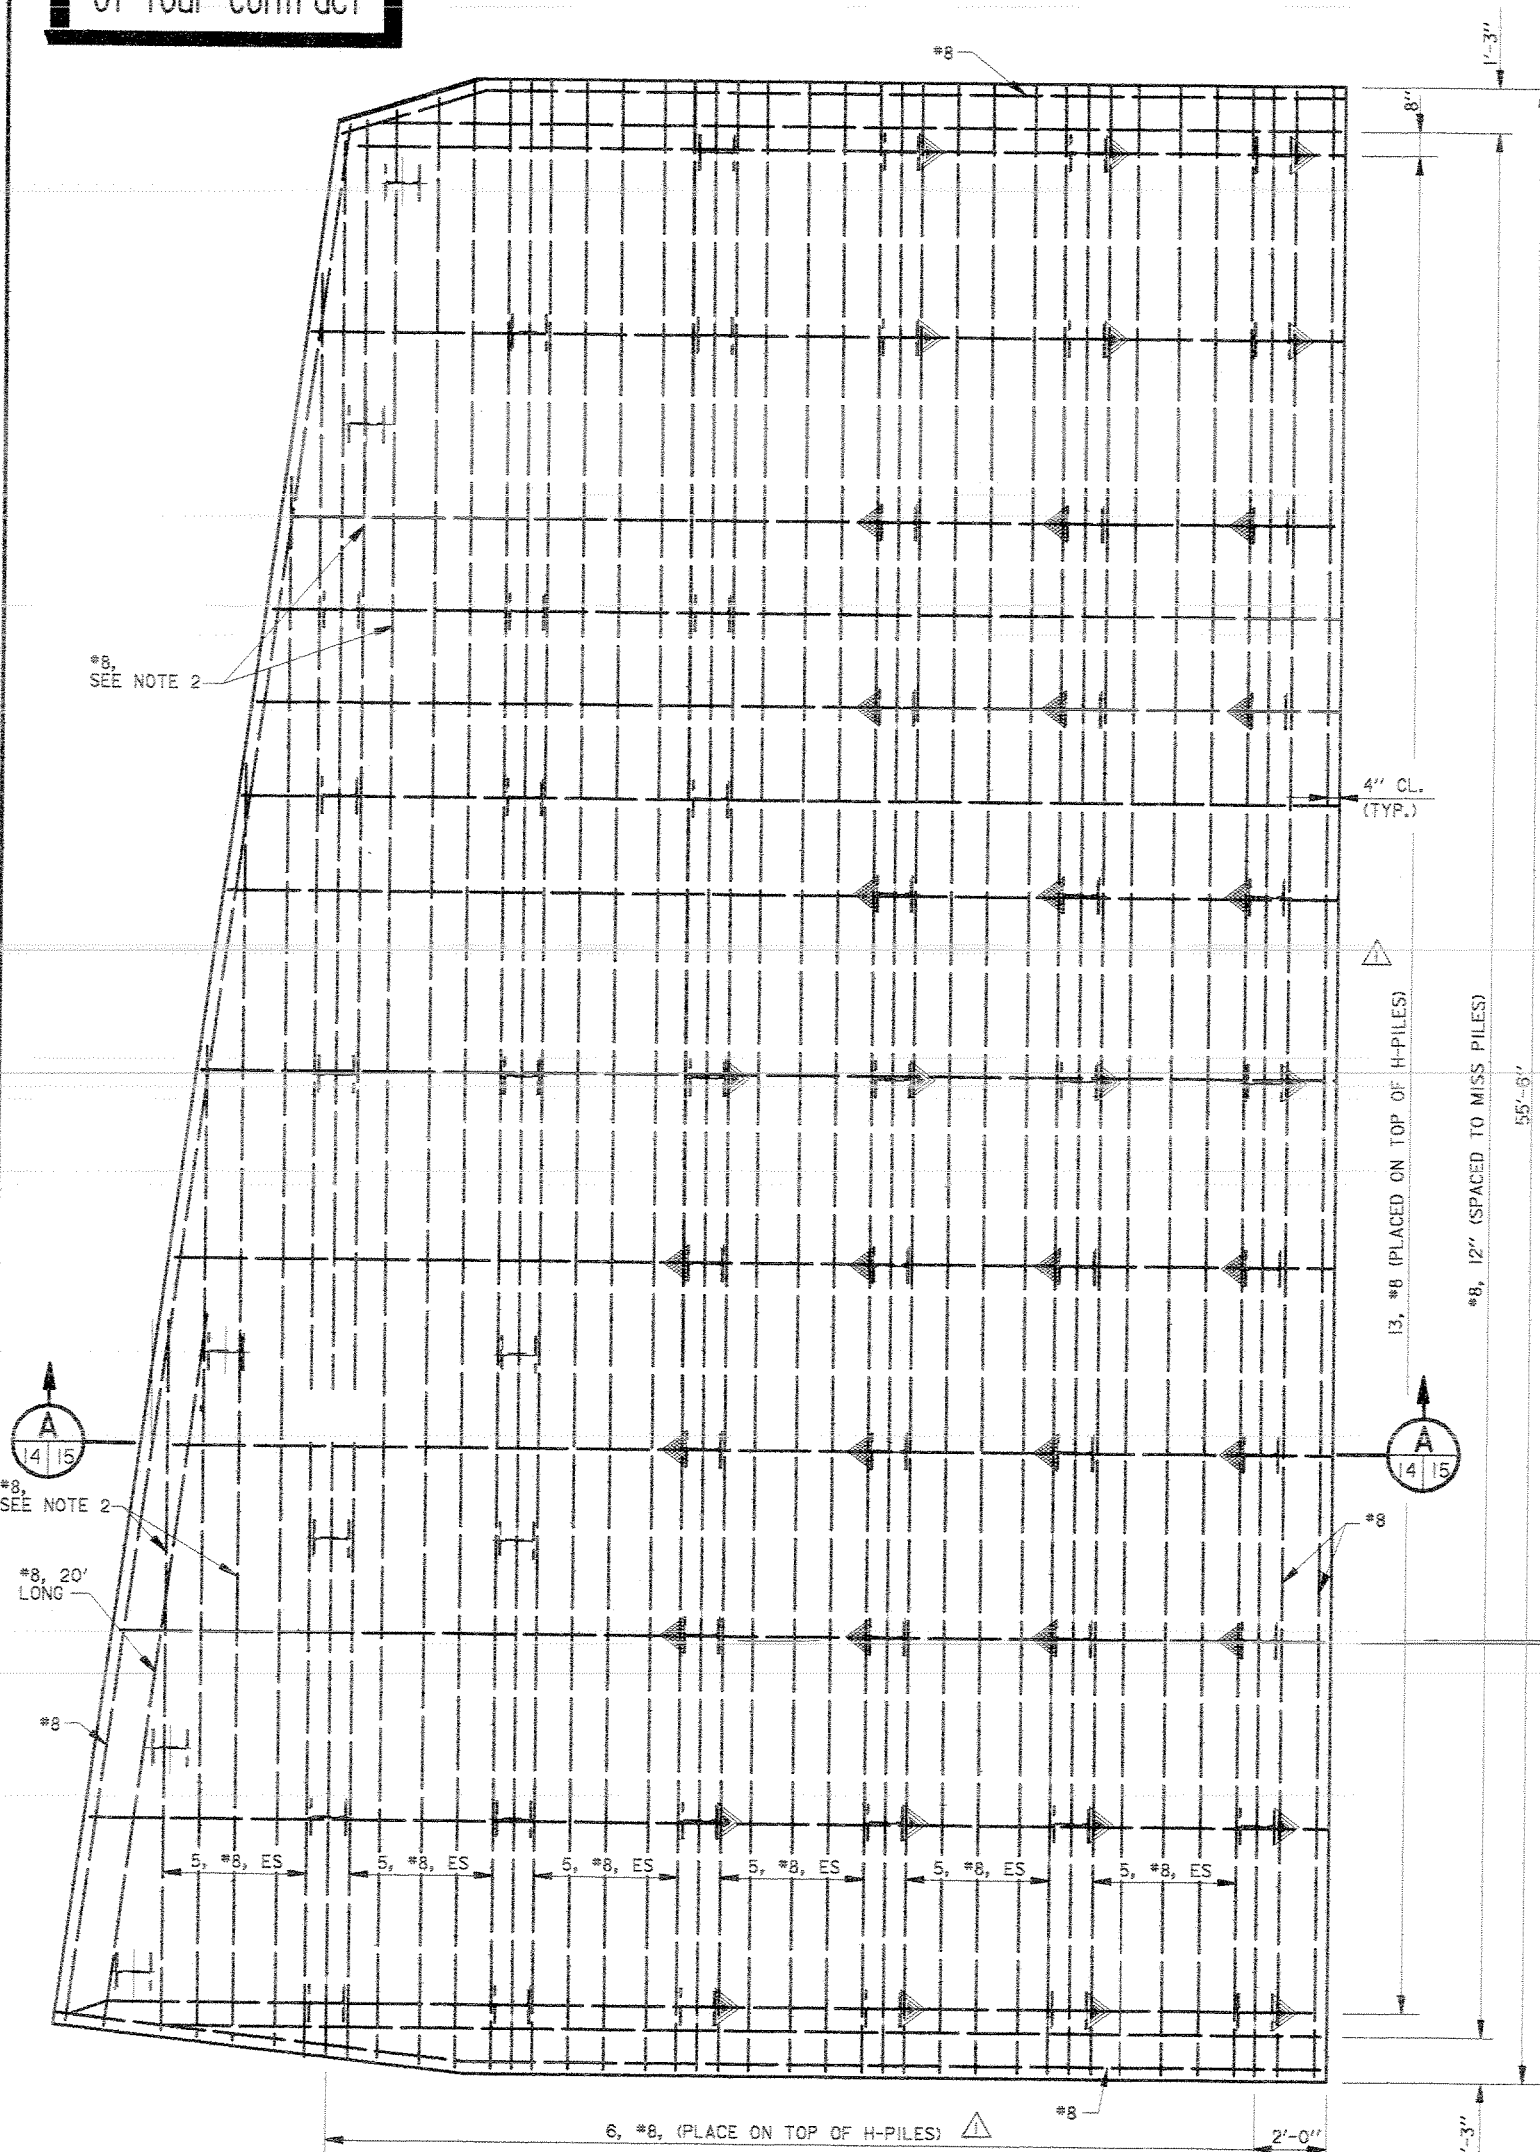 of Your Contract
#8
1'-3"
8"
#8,
SEE NOTE 2
4" CL.
(TYP.)
1
13, #8 (PLACED ON TOP OF H-PILES)
#8, 12" (SPACED TO MISS PILES)
55'-6"
A
14 15
A
14 15
#8,
SEE NOTE 2
#8
#8, 20'
LONG
#8
5, #8, ES
5, #8, ES
5, #8, ES
5, #8, ES
5, #8, ES
5, #8, ES
#8
6, #8, (PLACE ON TOP OF H-PILES)
1
2'-0"
'-3"